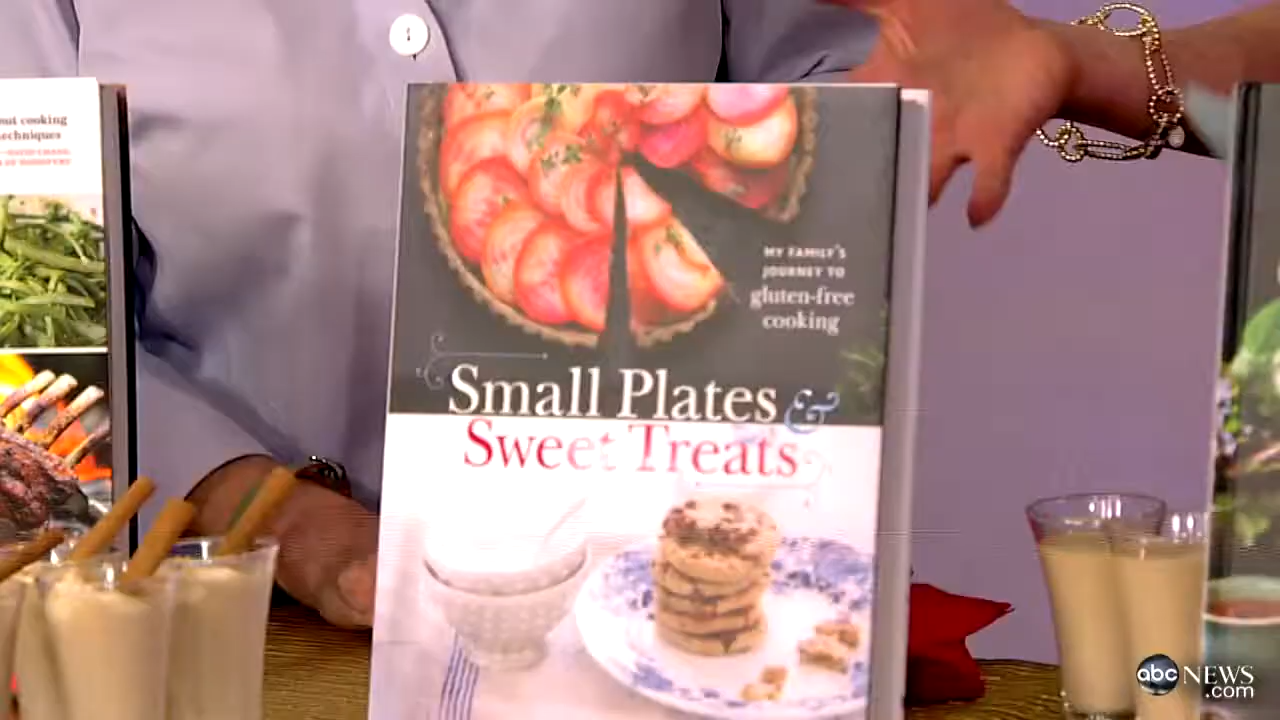 out cooking
techniques
MY FAMILY'S
JOURNEY TO
gluten-free
cooking
Small Plates &
Sweet Treats
abc NEWS
.com